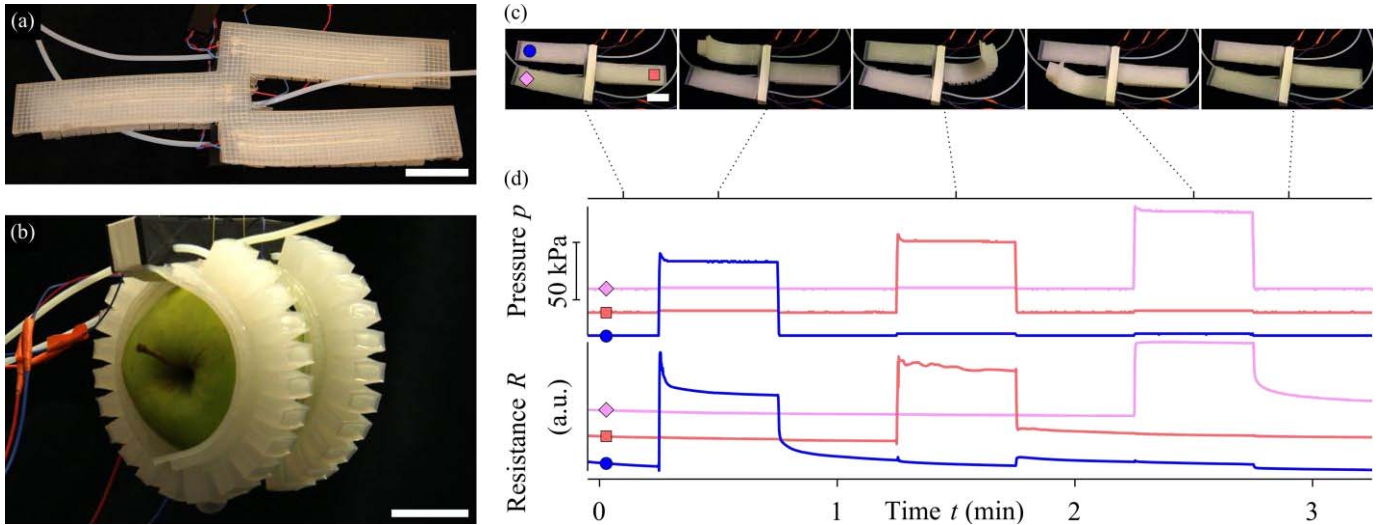 (a)
(b)
(c)
(d)
Pressure p
50 kPa
Resistance R
(a.u.)
0
1
2
3
Time t (min)